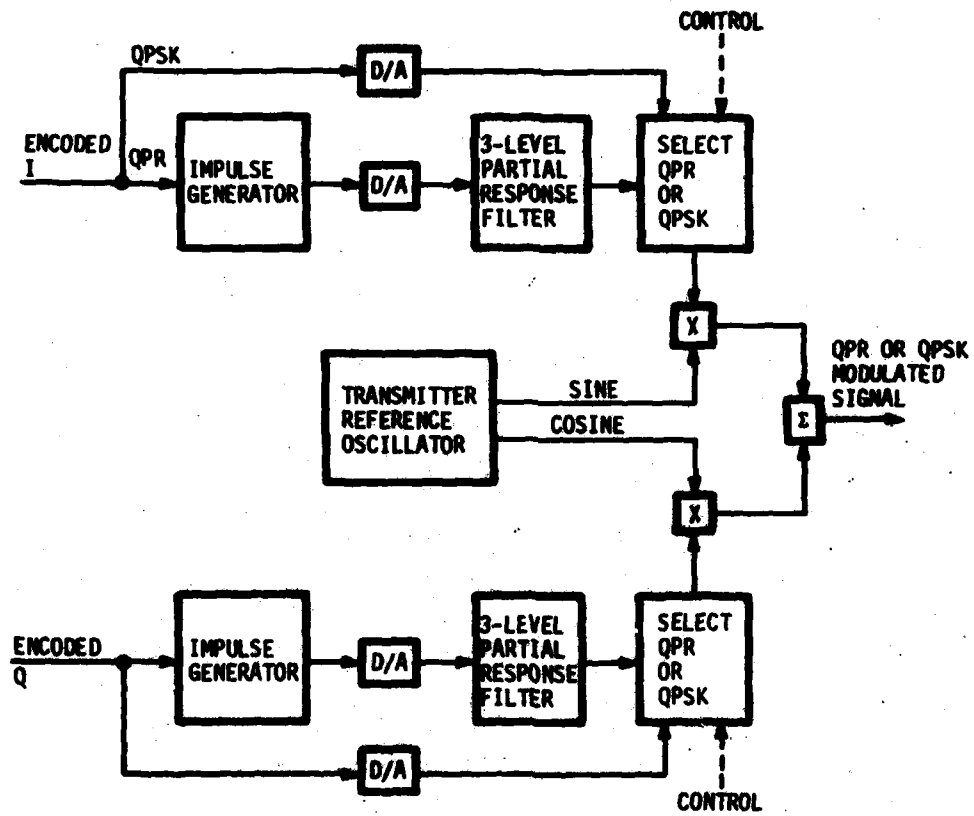 CONTROL
QPSK
D/A
ENCODED
I
QPR
IMPULSE
GENERATOR
D/A
3-LEVEL
PARTIAL
RESPONSE
FILTER
SELECT
QPR
OR
QPSK
X
TRANSMITTER
REFERENCE
OSCILLATOR
SINE
COSINE
QPR OR QPSK
MODULATED
SIGNAL
Σ
X
ENCODED
Q
IMPULSE
GENERATOR
D/A
3-LEVEL
PARTIAL
RESPONSE
FILTER
SELECT
QPR
OR
QPSK
D/A
CONTROL